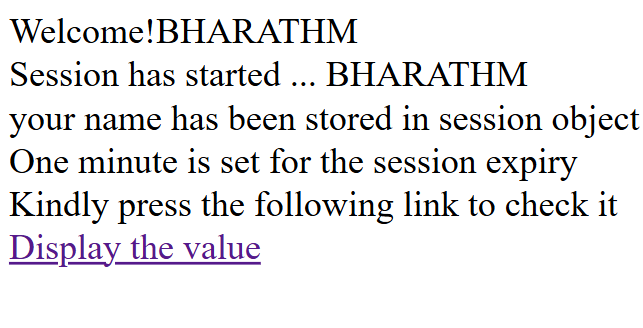 Welcome!BHARATHM
Session has started ... BHARATHM
your name has been stored in session object
One minute is set for the session expiry
Kindly press the following link to check it
Display the value